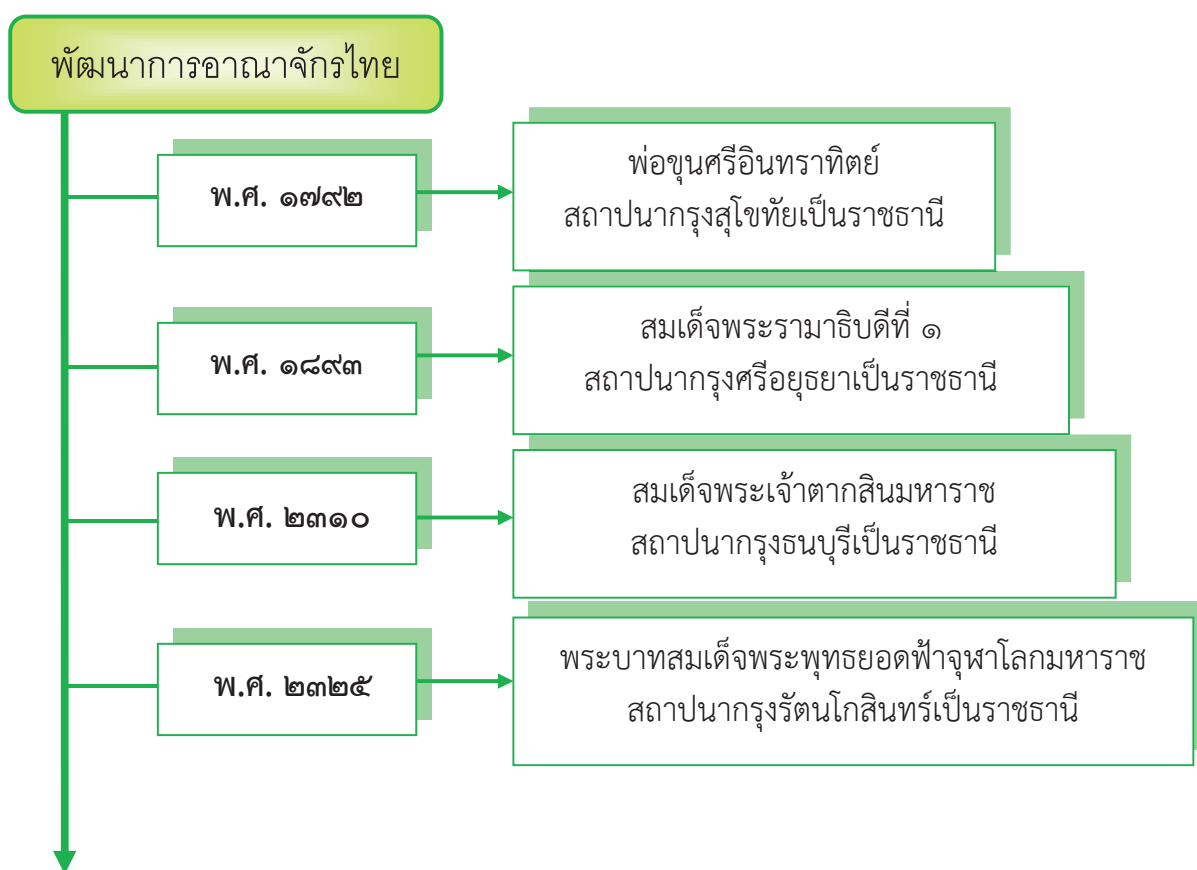 พัฒนาการอาณาจักรไทย
พ.ศ. ๑๗๙๒
พ่อขุนศรีอินทราทิตย์
สถาปนากรุงสุโขทัยเป็นราชธานี
พ.ศ. ๑๘๙๓
สมเด็จพระรามาธิบดีที่ ๑
สถาปนากรุงศรีอยุธยาเป็นราชธานี
พ.ศ. ๒๓๑๐
สมเด็จพระเจ้าตากสินมหาราช
สถาปนากรุงธนบุรีเป็นราชธานี
พ.ศ. ๒๓๒๕
พระบาทสมเด็จพระพุทธยอดฟ้าจุฬาโลกมหาราช
สถาปนากรุงรัตนโกสินทร์เป็นราชธานี